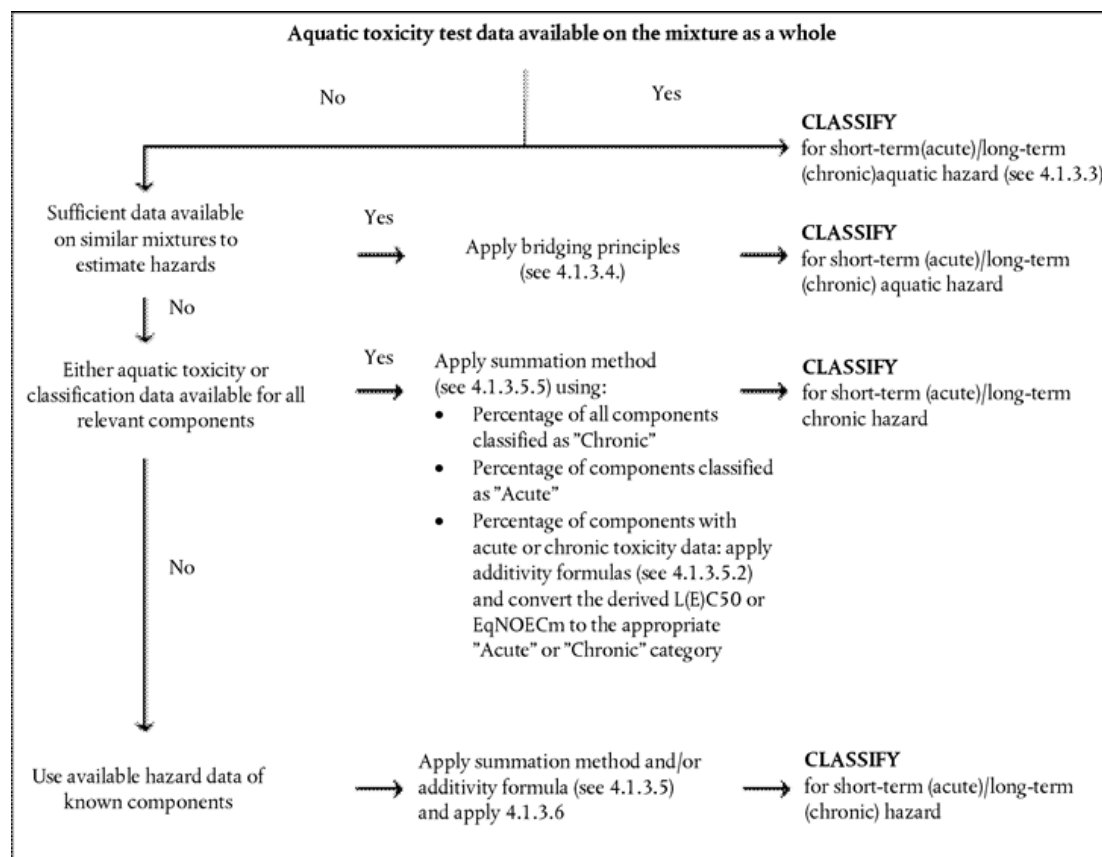 Aquatic toxicity test data available on the mixture as a whole
No
Yes
CLASSIFY
for short-term(acute)/long-term
(chronic)aquatic hazard (see 4.1.3.3)
Sufficient data available
on similar mixtures to
estimate hazards
Yes
Apply bridging principles
(see 4.1.3.4.)
CLASSIFY
for short-term (acute)/long-term
(chronic) aquatic hazard
No
Either aquatic toxicity or
classification data available for all
relevant components
Yes
Apply summation method
(see 4.1.3.5.5) using:
• Percentage of all components
classified as "Chronic"
• Percentage of components classified
as "Acute"
• Percentage of components with
acute or chronic toxicity data: apply
additivity formulas (see 4.1.3.5.2)
and convert the derived L(E)C50 or
EqNOECm to the appropriate
"Acute" or "Chronic" category
CLASSIFY
for short-term (acute)/long-term
chronic hazard
No
Use available hazard data of
known components
Apply summation method and/or
additivity formula (see 4.1.3.5)
and apply 4.1.3.6
CLASSIFY
for short-term (acute)/long-term
(chronic) hazard